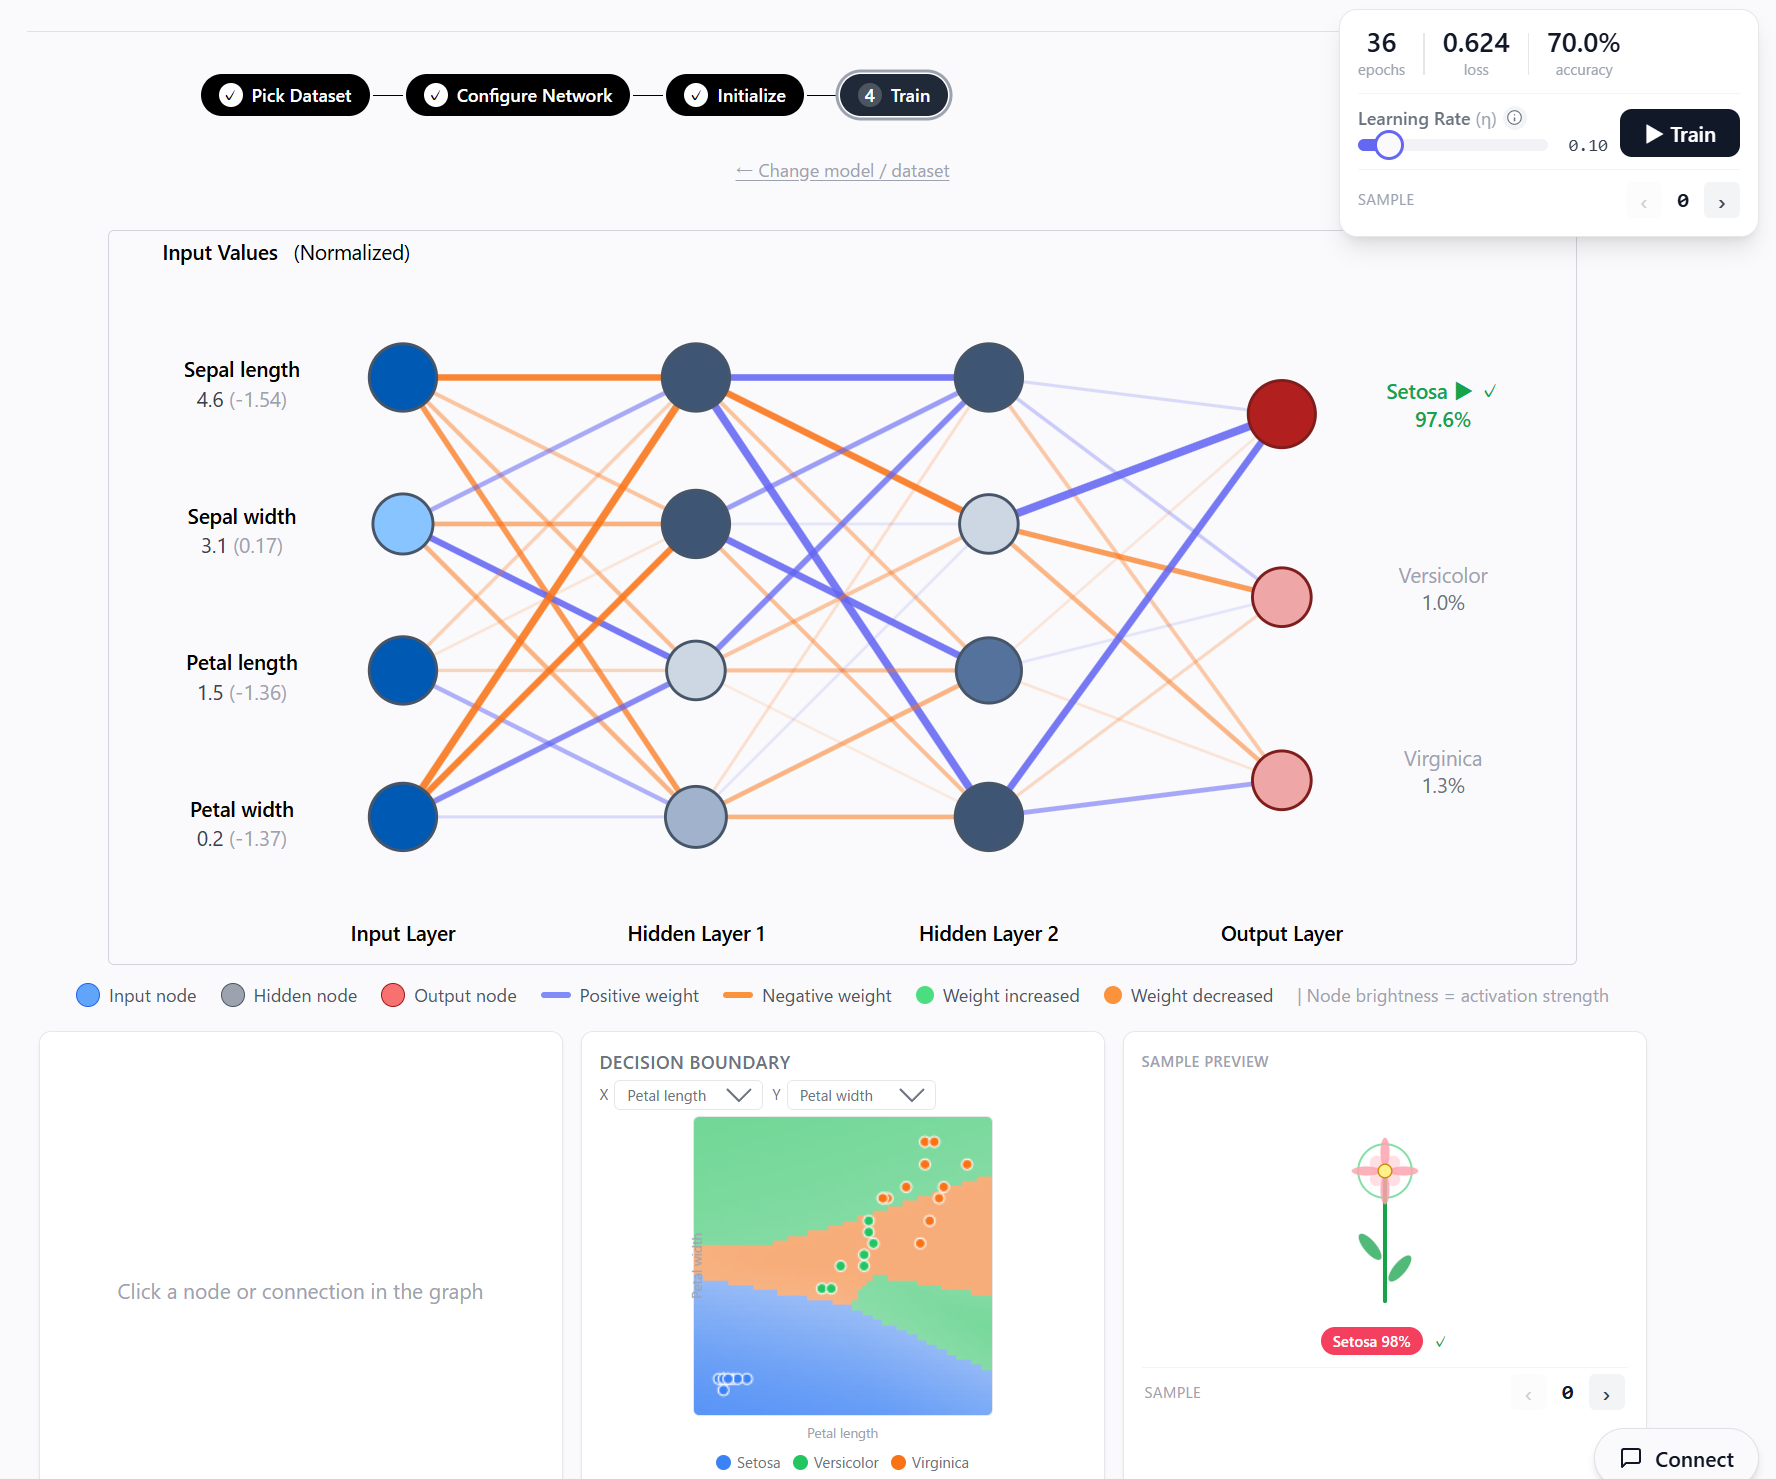 36 0.624 70.0%
epochs loss accuracy
Learning Rate (η)
0.10
▶ Train
SAMPLE ‹ 0 ›
✓ Pick Dataset ✓ Configure Network ✓ Initialize 4 Train
← Change model / dataset
Input Values (Normalized)
Sepal length
4.6 (-1.54)
Sepal width
3.1 (0.17)
Petal length
1.5 (-1.36)
Petal width
0.2 (-1.37)
Setosa ▶ ✓
97.6%
Versicolor
1.0%
Virginica
1.3%
Input Layer Hidden Layer 1 Hidden Layer 2 Output Layer
Input node Hidden node Output node Positive weight Negative weight Weight increased Weight decreased | Node brightness = activation strength
Click a node or connection in the graph
DECISION BOUNDARY
X Petal length Y Petal width
Petal width
Petal length
Setosa Versicolor Virginica
SAMPLE PREVIEW
Setosa 98% ✓
SAMPLE ‹ 0 ›
Connect